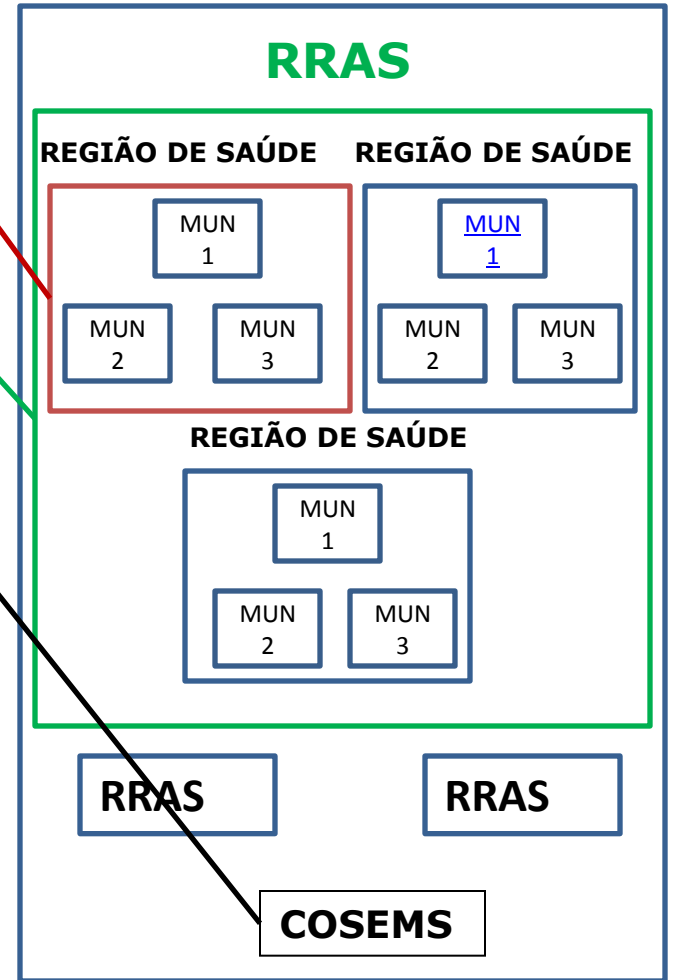 RRAS
REGIÃO DE SAÚDE
REGIÃO DE SAÚDE
MUN
1
MUN
2
MUN
3
MUN
1
MUN
2
MUN
3
REGIÃO DE SAÚDE
MUN
1
MUN
2
MUN
3
RRAS
RRAS
COSEMS